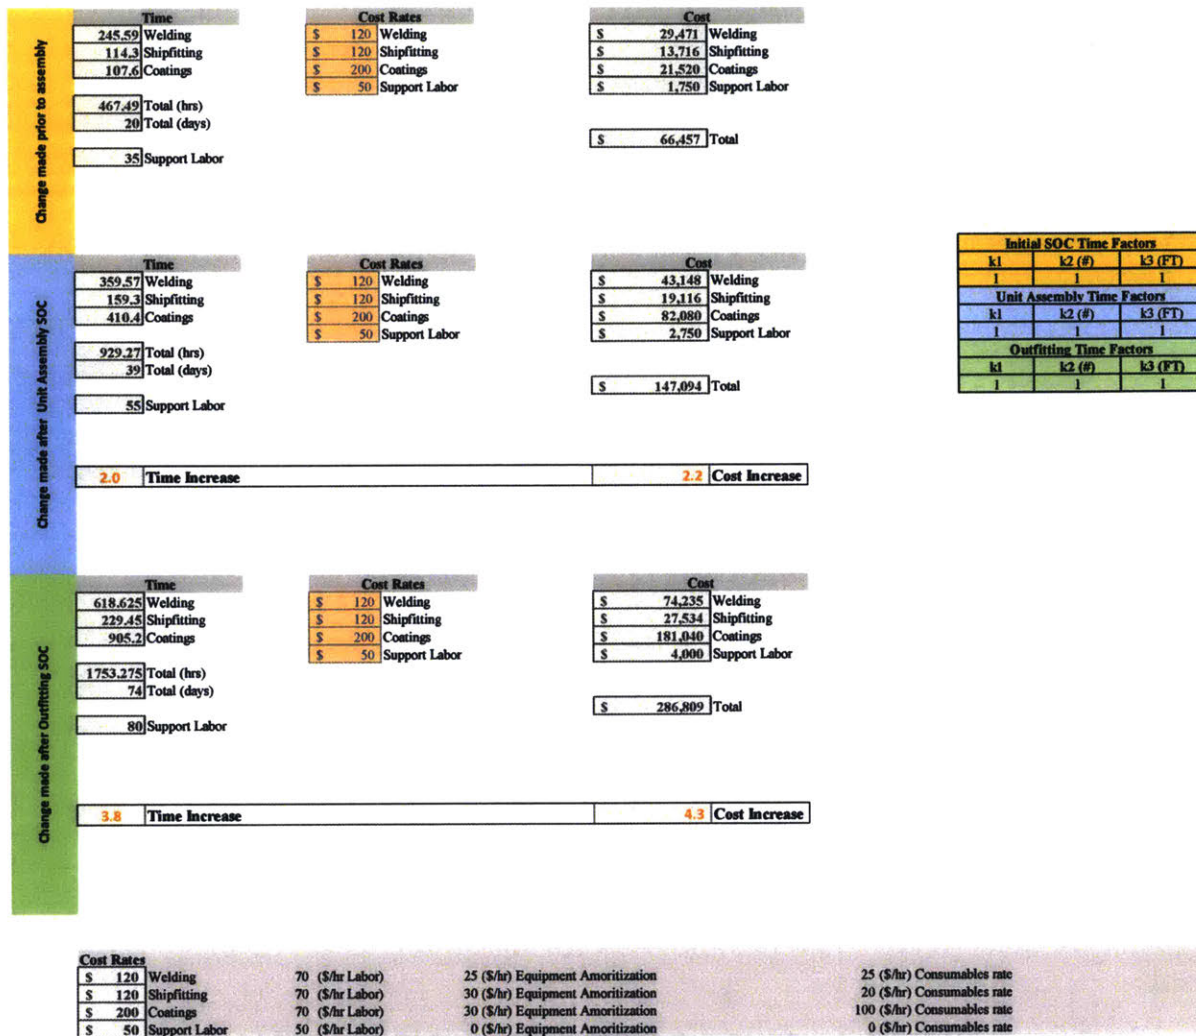 Change made prior to assembly
Time Cost Rates Cost
245.59 Welding $ 120 Welding $ 29,471 Welding
114.3 Shipfitting $ 120 Shipfitting $ 13,716 Shipfitting
107.6 Coatings $ 200 Coatings $ 21,520 Coatings
$ 50 Support Labor $ 1,750 Support Labor
467.49 Total (hrs)
20 Total (days)
$ 66,457 Total
35 Support Labor
Initial SOC Time Factors
k1 k2 (#) k3 (FT)
1 1 1
Unit Assembly Time Factors
k1 k2 (#) k3 (FT)
1 1 1
Outfitting Time Factors
k1 k2 (#) k3 (FT)
1 1 1
Change made after Unit Assembly SOC
Time Cost Rates Cost
359.57 Welding $ 120 Welding $ 43,148 Welding
159.3 Shipfitting $ 120 Shipfitting $ 19,116 Shipfitting
410.4 Coatings $ 200 Coatings $ 82,080 Coatings
$ 50 Support Labor $ 2,750 Support Labor
929.27 Total (hrs)
39 Total (days)
$ 147,094 Total
55 Support Labor
2.0 Time Increase 2.2 Cost Increase
Change made after Outfitting SOC
Time Cost Rates Cost
618.625 Welding $ 120 Welding $ 74,235 Welding
229.45 Shipfitting $ 120 Shipfitting $ 27,534 Shipfitting
905.2 Coatings $ 200 Coatings $ 181,040 Coatings
$ 50 Support Labor $ 4,000 Support Labor
1753.275 Total (hrs)
74 Total (days)
$ 286,809 Total
80 Support Labor
3.8 Time Increase 4.3 Cost Increase
Cost Rates
$ 120 Welding 70 ($/hr Labor) 25 ($/hr) Equipment Amoritization 25 ($/hr) Consumables rate
$ 120 Shipfitting 70 ($/hr Labor) 30 ($/hr) Equipment Amoritization 20 ($/hr) Consumables rate
$ 200 Coatings 70 ($/hr Labor) 30 ($/hr) Equipment Amoritization 100 ($/hr) Consumables rate
$ 50 Support Labor 50 ($/hr Labor) 0 ($/hr) Equipment Amoritization 0 ($/hr) Consumables rate